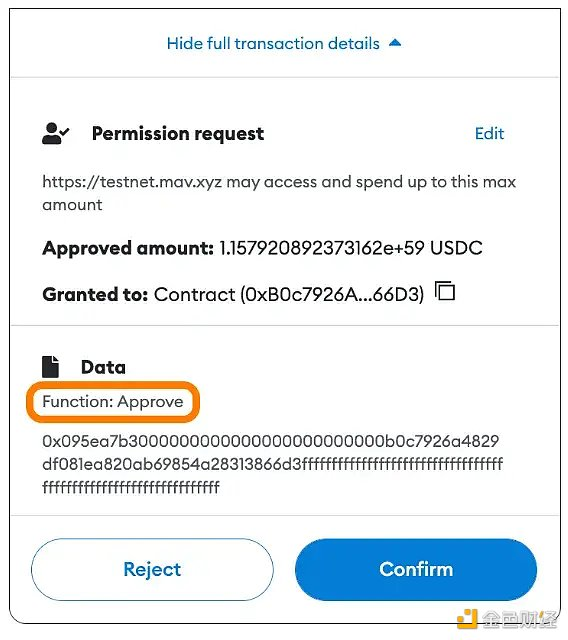 Hide full transaction details
Permission request
Edit
https://testnet.mav.xyz may access and spend up to this max
amount
Approved amount: 1.157920892373162e+59 USDC
Granted to: Contract (0xB0c7926A...66D3)
Data
Function: Approve
0x095ea7b3000000000000000000000000b0c7926a4829
df081ea820ab69854a28313866d3ffffffffffffffffffffffffffffffffff
ffffffffffffffffffffffffffffff
Reject
Confirm
金色财经